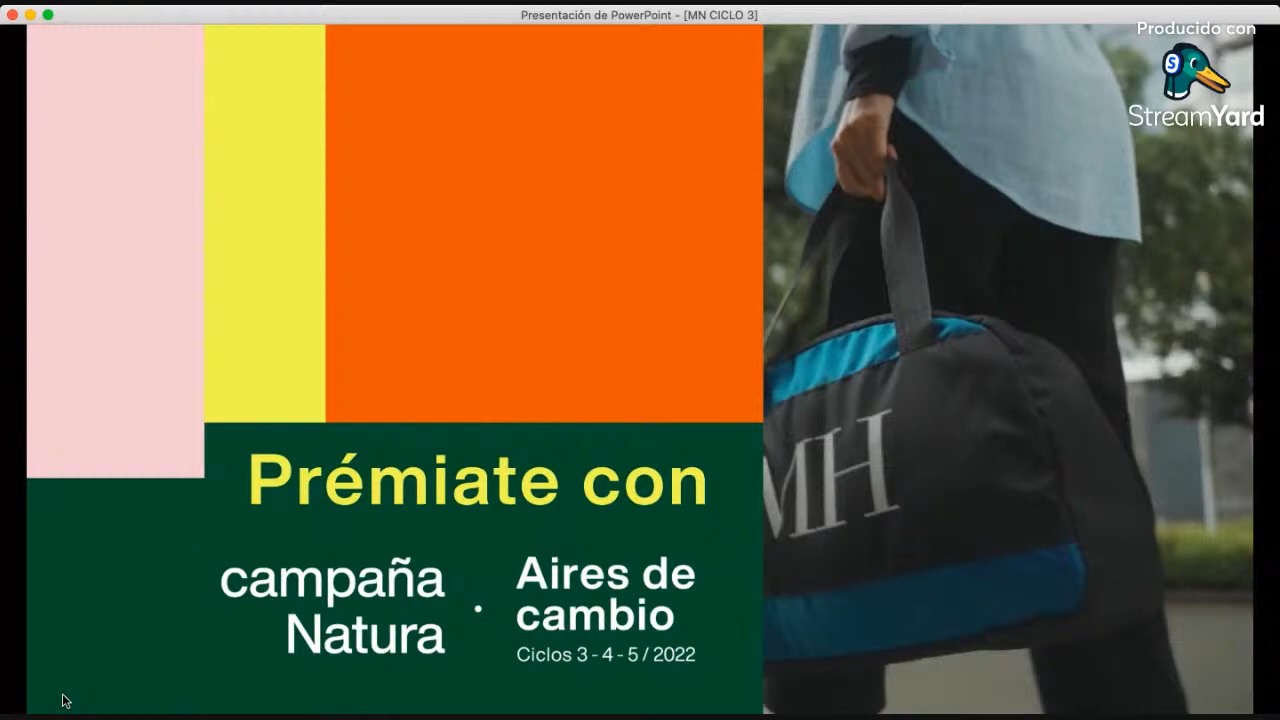 Presentación de PowerPoint - [MN CICLO 3]
Producido con
S
StreamYard
Prémiate con
campaña
Natura
·
Aires de
cambio
Ciclos 3 - 4 - 5 / 2022
MH